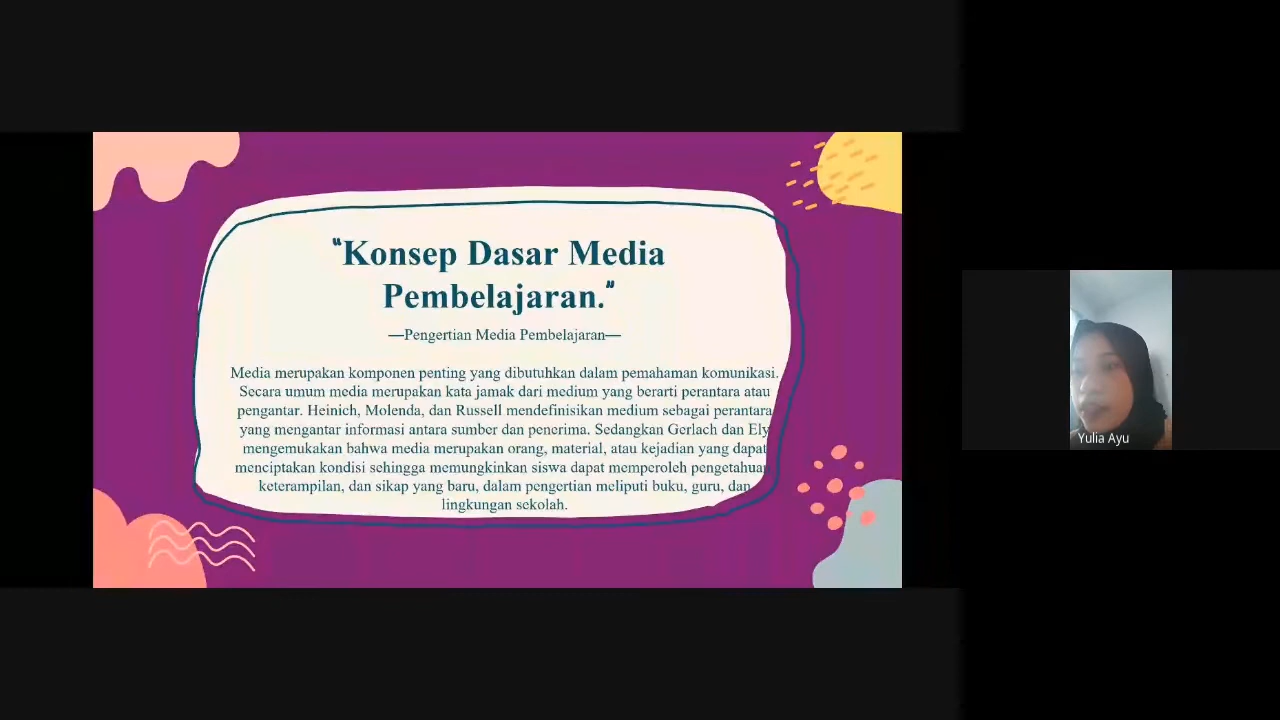 "Konsep Dasar Media
Pembelajaran."
—Pengertian Media Pembelajaran—
Media merupakan komponen penting yang dibutuhkan dalam pemahaman komunikasi.
Secara umum media merupakan kata jamak dari medium yang berarti perantara atau
pengantar. Heinich, Molenda, dan Russell mendefinisikan medium sebagai perantara
yang mengantar informasi antara sumber dan penerima. Sedangkan Gerlach dan Ely
mengemukakan bahwa media merupakan orang, material, atau kejadian yang dapat
menciptakan kondisi sehingga memungkinkan siswa dapat memperoleh pengetahuan
keterampilan, dan sikap yang baru, dalam pengertian meliputi buku, guru, dan
lingkungan sekolah.
Yulia Ayu